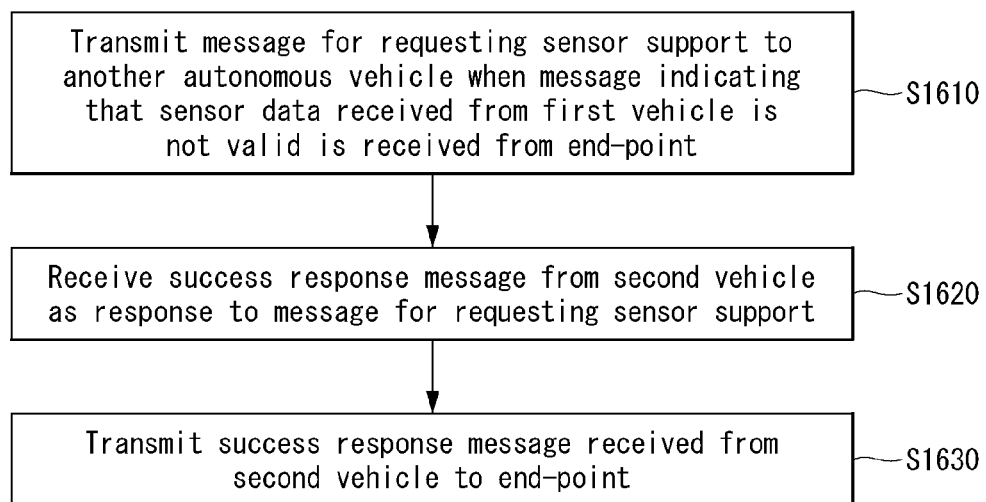 Transmit message for requesting sensor support to
another autonomous vehicle when message indicating
that sensor data received from first vehicle is
not valid is received from end-point
S1610
Receive success response message from second vehicle
as response to message for requesting sensor support
S1620
Transmit success response message received from
second vehicle to end-point
S1630